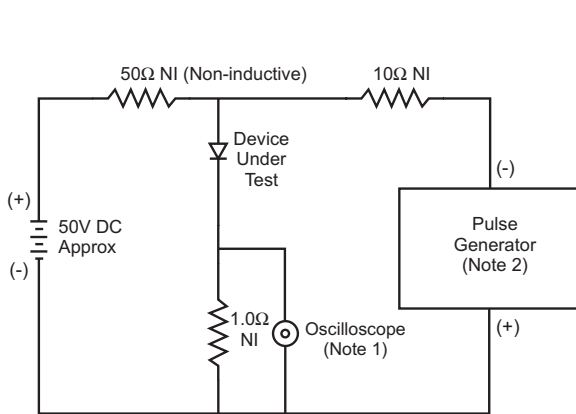 50Ω NI (Non-inductive)
10Ω NI
Device
Under
Test
(-)
(+)
50V DC
Approx
(-)
Pulse
Generator
(Note 2)
1.0Ω
NI
Oscilloscope
(Note 1)
(+)